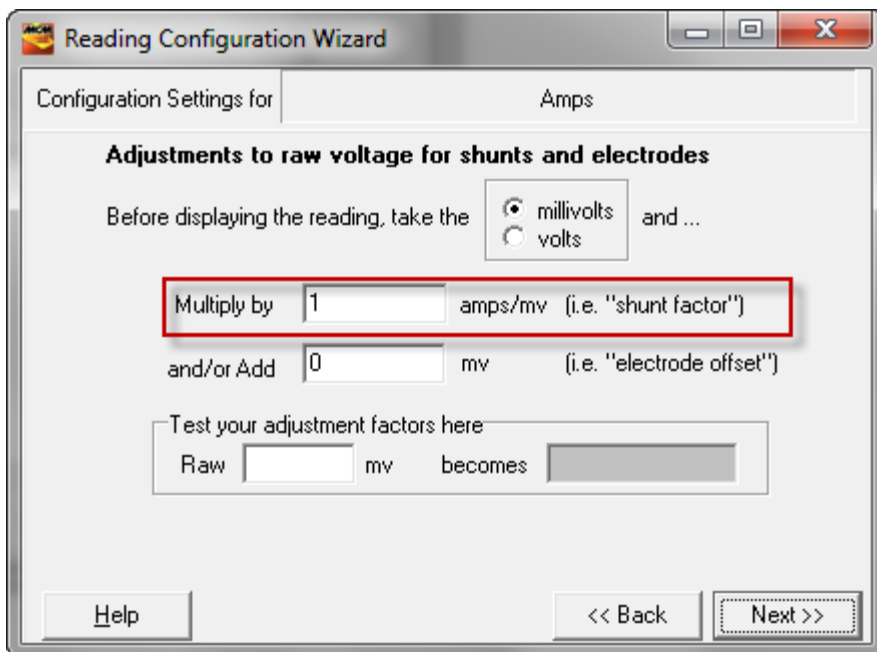 MCM Reading Configuration Wizard
Configuration Settings for Amps
Adjustments to raw voltage for shunts and electrodes
Before displaying the reading, take the millivolts and ...
volts
Multiply by 1 amps/mv (i.e. "shunt factor")
and/or Add 0 mv (i.e. "electrode offset")
Test your adjustment factors here
Raw mv becomes
Help << Back Next >>